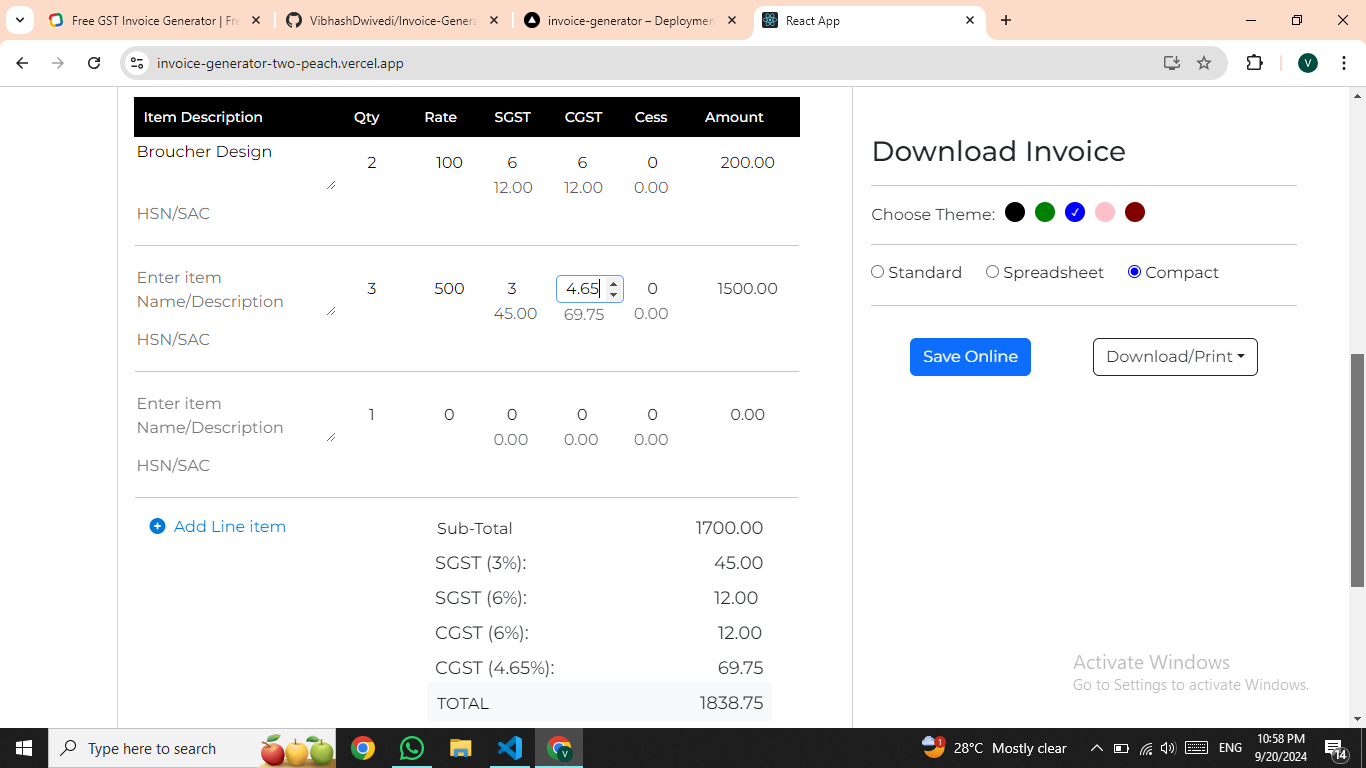 Free GST Invoice Generator | Fre
VibhashDwivedi/Invoice-Genera
invoice-generator – Deploymen
React App
invoice-generator-two-peach.vercel.app
V
Item Description Qty Rate SGST CGST Cess Amount
Broucher Design 2 100 6 6 0 200.00
12.00 12.00 0.00
HSN/SAC
Enter item
Name/Description 3 500 3 4.65 0 1500.00
45.00 69.75 0.00
HSN/SAC
Enter item
Name/Description 1 0 0 0 0 0.00
0.00 0.00 0.00
HSN/SAC
Add Line item
Sub-Total 1700.00
SGST (3%): 45.00
SGST (6%): 12.00
CGST (6%): 12.00
CGST (4.65%): 69.75
TOTAL 1838.75
Download Invoice
Choose Theme:
Standard Spreadsheet Compact
Save Online Download/Print
Activate Windows
Go to Settings to activate Windows.
Type here to search
V
1
28°C Mostly clear
ENG
10:58 PM
9/20/2024
14